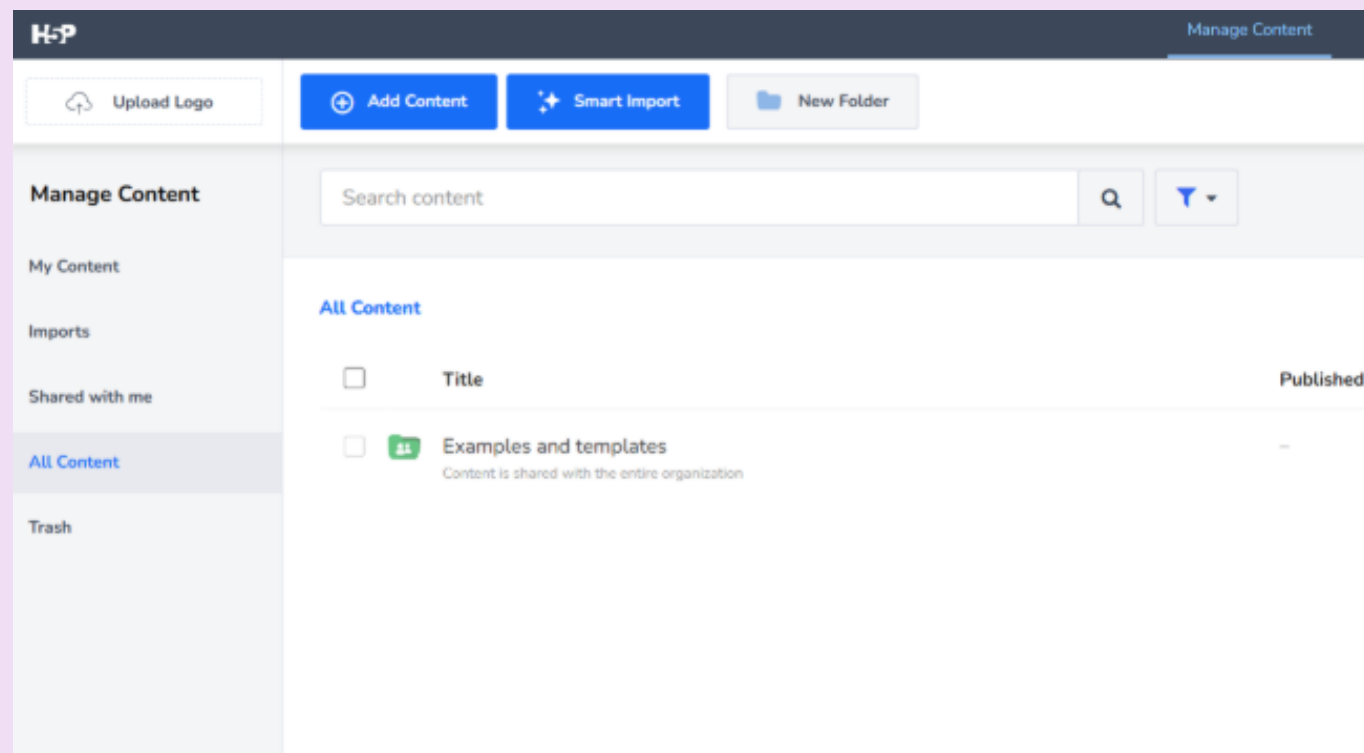 H5P
Manage Content
Upload Logo
Add Content
Smart Import
New Folder
Manage Content
Search content
My Content
All Content
Imports
Title
Published
Shared with me
Examples and templates
–
Content is shared with the entire organization
All Content
Trash